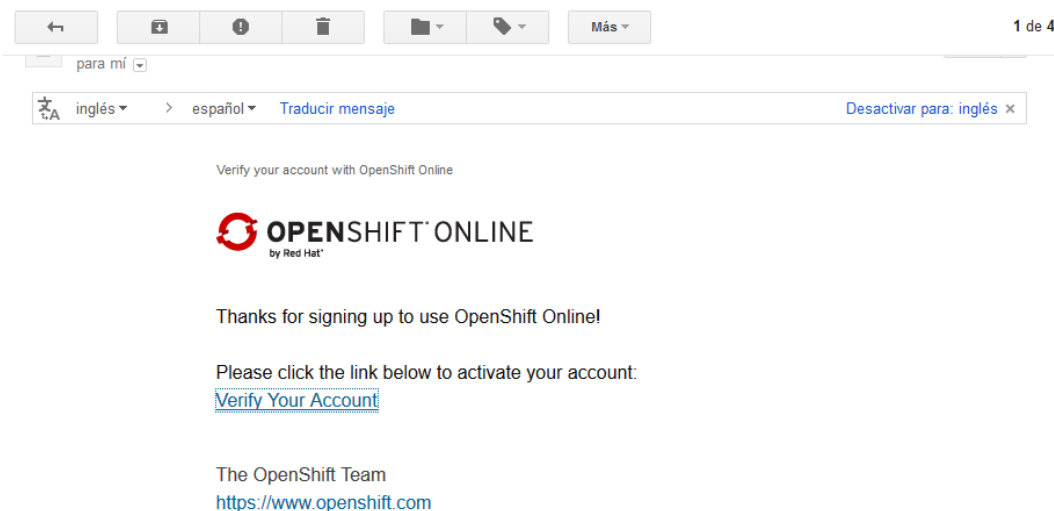 Más
1 de 4
para mí
inglés > español Traducir mensaje Desactivar para: inglés ×
Verify your account with OpenShift Online
OPENSHIFT ONLINE
by Red Hat
Thanks for signing up to use OpenShift Online!
Please click the link below to activate your account:
Verify Your Account
The OpenShift Team
https://www.openshift.com